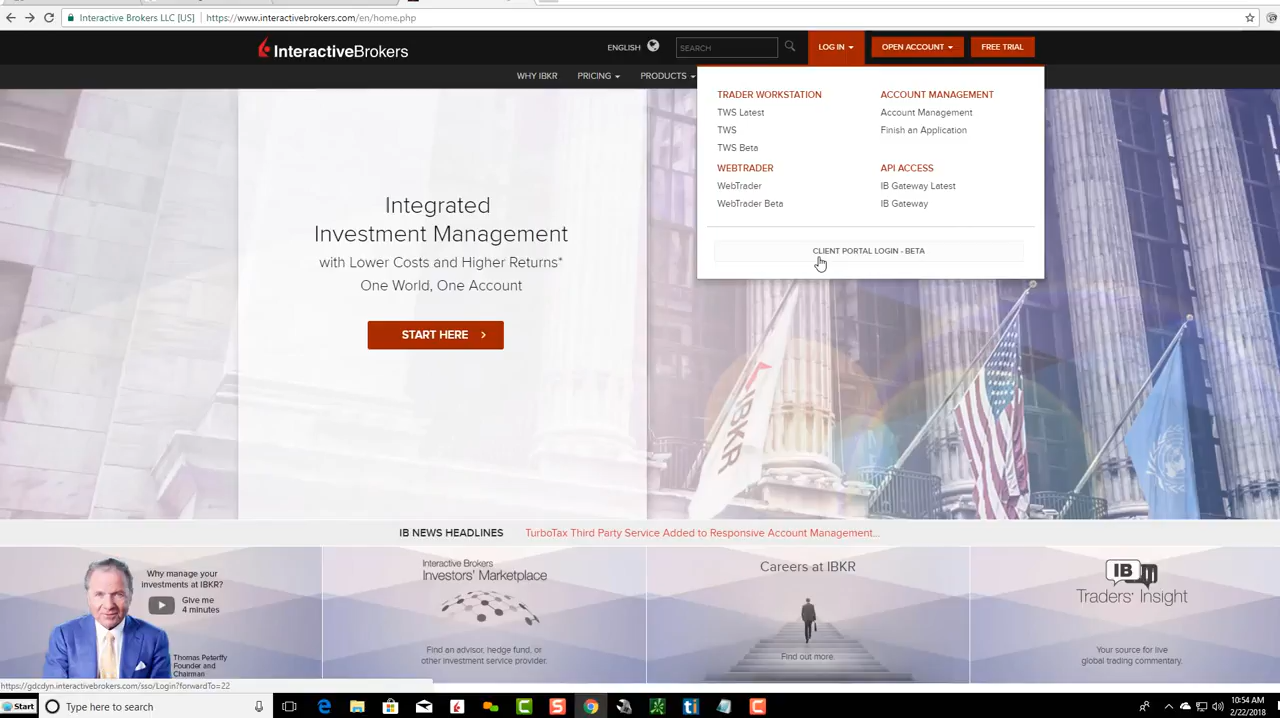 Interactive Brokers LLC [US]
https://www.interactivebrokers.com/en/home.php
InteractiveBrokers
ENGLISH
SEARCH
LOG IN
OPEN ACCOUNT
FREE TRIAL
WHY IBKR
PRICING
PRODUCTS
TRADER WORKSTATION
TWS Latest
TWS
TWS Beta
WEBTRADER
WebTrader
WebTrader Beta
ACCOUNT MANAGEMENT
Account Management
Finish an Application
API ACCESS
IB Gateway Latest
IB Gateway
CLIENT PORTAL LOGIN - BETA
Integrated
Investment Management
with Lower Costs and Higher Returns*
One World, One Account
START HERE
IBKR
IB NEWS HEADLINES
TurboTax Third Party Service Added to Responsive Account Management...
Why manage your
investments at IBKR?
Give me
4 minutes
Thomas Peterffy
Founder and
Chairman
Interactive Brokers
Investors' Marketplace
Find an advisor, hedge fund, or
other investment service provider.
Careers at IBKR
Find out more.
IB
Traders' Insight
Your source for live
global trading commentary.
https://gdcdyn.interactivebrokers.com/sso/Login?forwardTo=22
Start
Type here to search
10:54 AM
2/22/2018